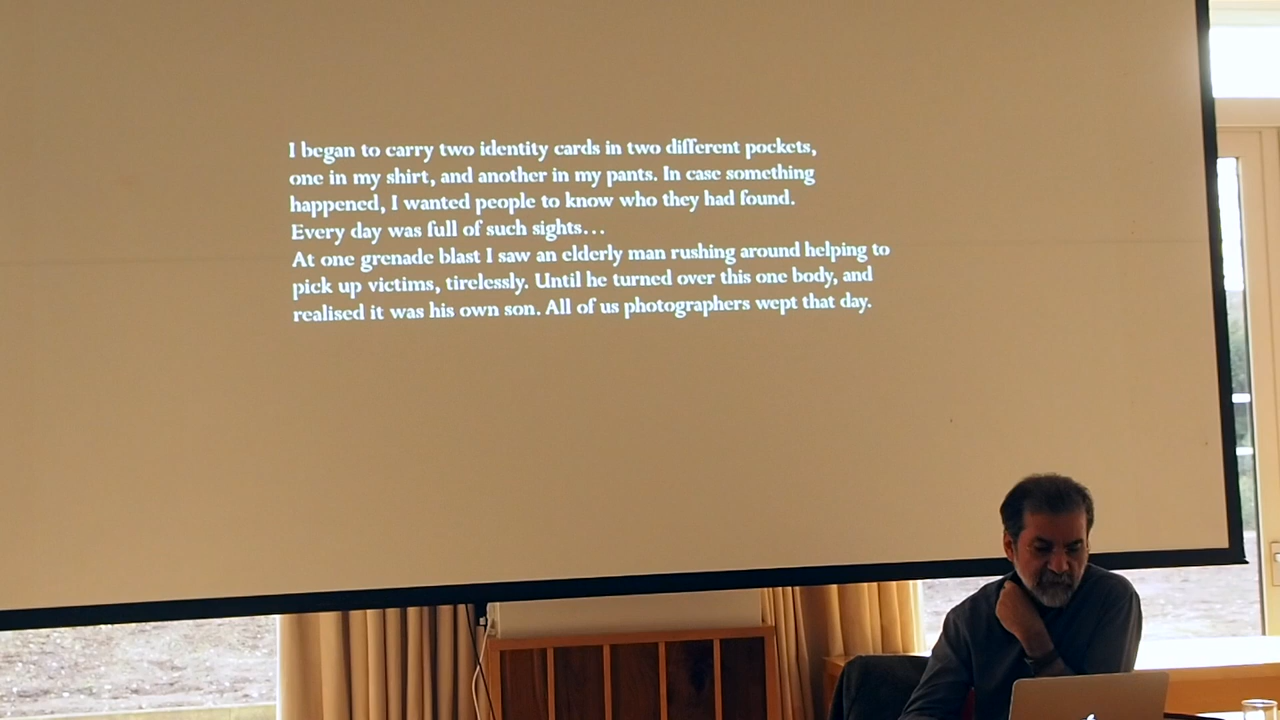 I began to carry two identity cards in two different pockets,
one in my shirt, and another in my pants. In case something
happened, I wanted people to know who they had found.
Every day was full of such sights…
At one grenade blast I saw an elderly man rushing around helping to
pick up victims, tirelessly. Until he turned over this one body, and
realised it was his own son. All of us photographers wept that day.